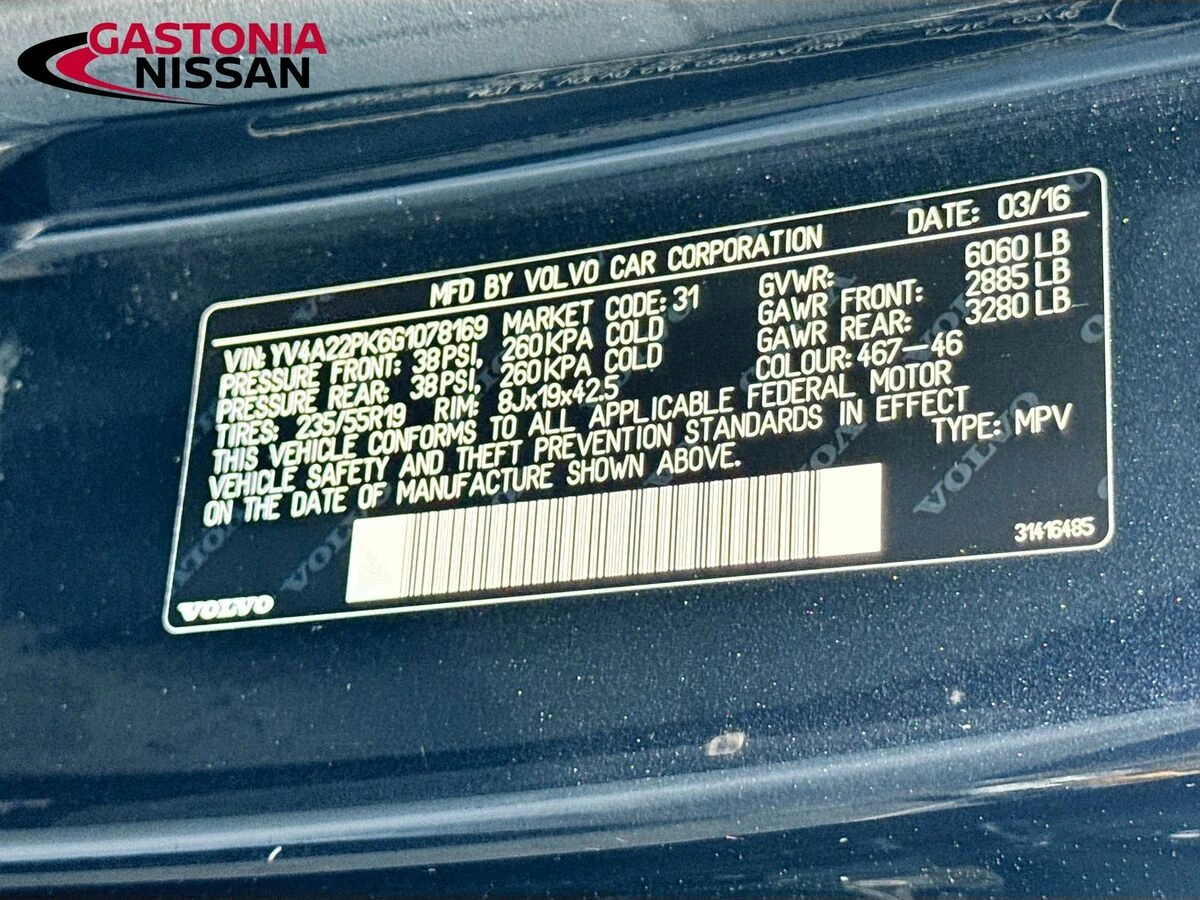 GASTONIA
NISSAN
MFD BY VOLVO CAR CORPORATION DATE: 03/16
VIN: YV4A22PK6G1078169 MARKET CODE: 31 GVWR: 6060 LB
PRESSURE FRONT: 38 PSI, 260 KPA COLD GAWR FRONT: 2885 LB
PRESSURE REAR: 38 PSI, 260 KPA COLD GAWR REAR: 3280 LB
TIRES: 235/55R19 RIM: 8Jx19x42.5 COLOUR: 467-46
THIS VEHICLE CONFORMS TO ALL APPLICABLE FEDERAL MOTOR
VEHICLE SAFETY AND THEFT PREVENTION STANDARDS IN EFFECT
ON THE DATE OF MANUFACTURE SHOWN ABOVE. TYPE: MPV
VOLVO
31416485